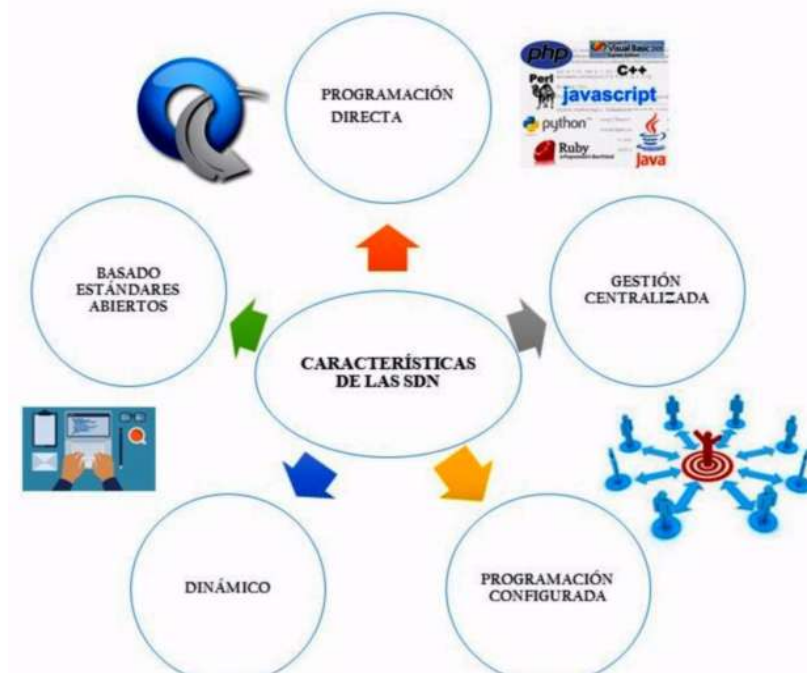 PROGRAMACIÓN
DIRECTA
php
Visual Basic
C++
Perl
javascript
python
Ruby
Java
BASADO
ESTÁNDARES
ABIERTOS
GESTIÓN
CENTRALIZADA
CARACTERÍSTICAS
DE LAS SDN
DINÁMICO
PROGRAMACIÓN
CONFIGURADA